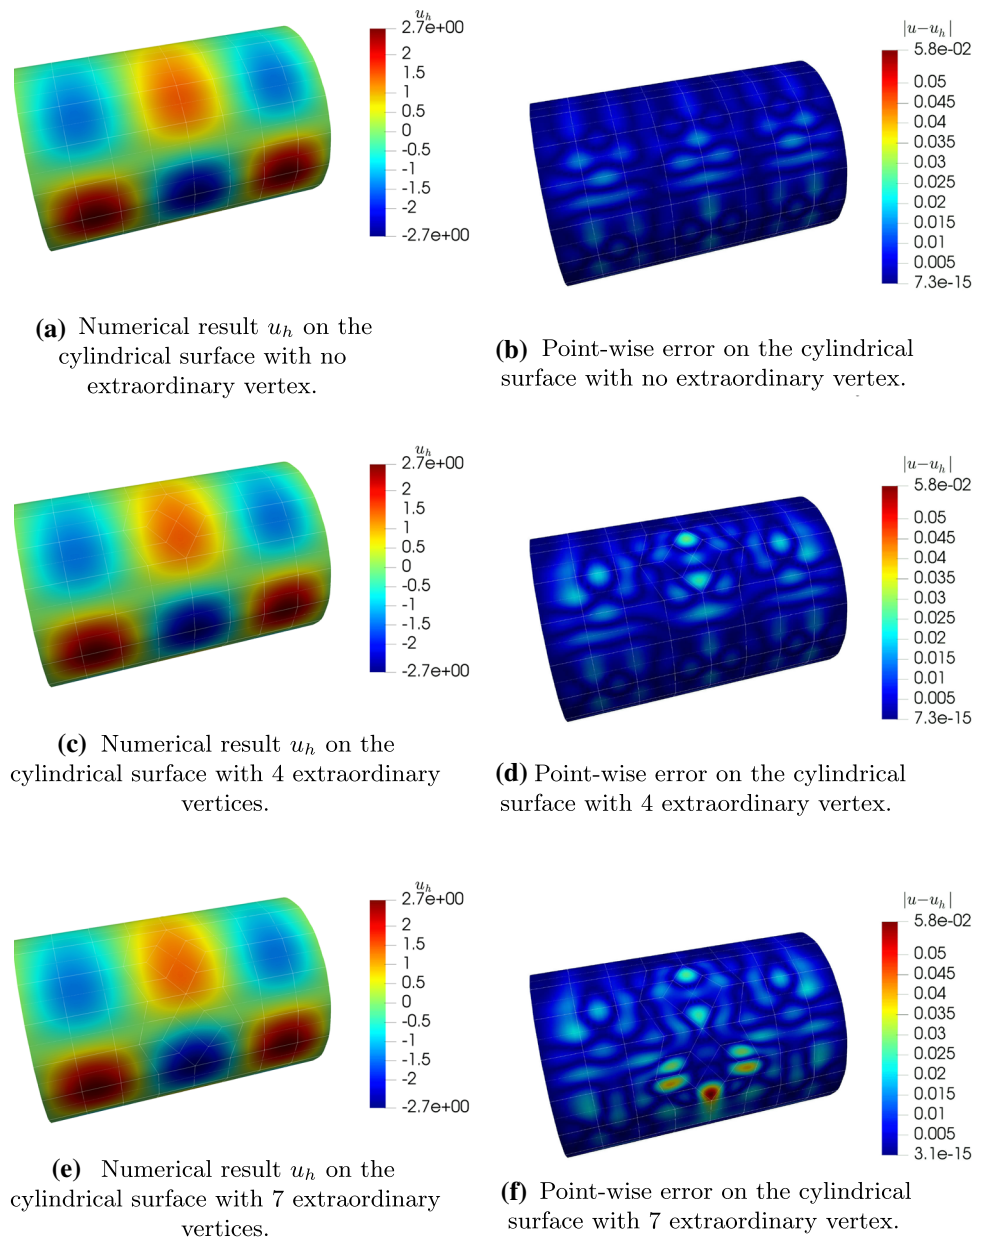 u_h
2.7e+00
2
1.5
1
0.5
0
-0.5
-1
-1.5
-2
-2.7e+00
|u−u_h|
5.8e-02
0.05
0.045
0.04
0.035
0.03
0.025
0.02
0.015
0.01
0.005
7.3e-15
(a) Numerical result u_h on the
cylindrical surface with no
extraordinary vertex.
(b) Point-wise error on the cylindrical
surface with no extraordinary vertex.
u_h
2.7e+00
2
1.5
1
0.5
0
-0.5
-1
-1.5
-2
-2.7e+00
|u−u_h|
5.8e-02
0.05
0.045
0.04
0.035
0.03
0.025
0.02
0.015
0.01
0.005
7.3e-15
(c) Numerical result u_h on the
cylindrical surface with 4 extraordinary
vertices.
(d) Point-wise error on the cylindrical
surface with 4 extraordinary vertex.
u_h
2.7e+00
2
1.5
1
0.5
0
-0.5
-1
-1.5
-2
-2.7e+00
|u−u_h|
5.8e-02
0.05
0.045
0.04
0.035
0.03
0.025
0.02
0.015
0.01
0.005
3.1e-15
(e) Numerical result u_h on the
cylindrical surface with 7 extraordinary
vertices.
(f) Point-wise error on the cylindrical
surface with 7 extraordinary vertex.